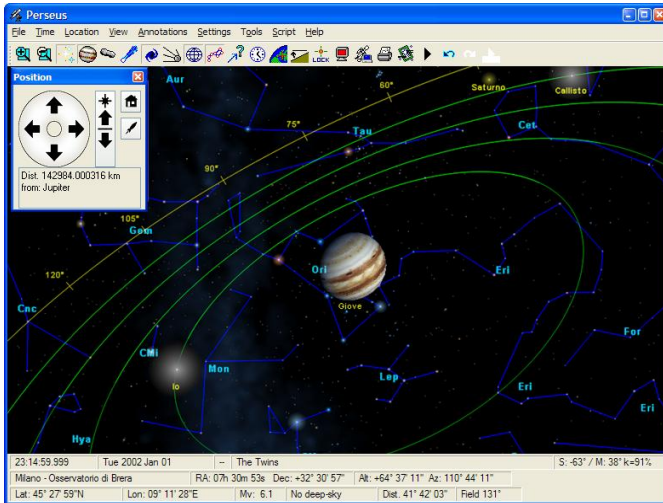 Perseus
File Time Location View Annotations Settings Tools Script Help
LOCK
Position
Dist. 142984.000316 km
from: Jupiter
Aur
60°
Saturno
Callisto
75°
Tau
Cet
90°
105°
Gem
120°
Ori
Giove
Eri
Cnc
For
CMi
Mon
Io
Lep
Eri
Eri
Hya
23:14:59.999 Tue 2002 Jan 01 -- The Twins S: -63° / M: 38° k=91%
Milano - Osservatorio di Brera RA: 07h 30m 53s Dec: +32° 30' 57" Alt: +64° 37' 11" Az: 110° 44' 11"
Lat: 45° 27' 59"N Lon: 09° 11' 28"E Mv: 6.1 No deep-sky Dist. 41° 42' 03" Field 131°